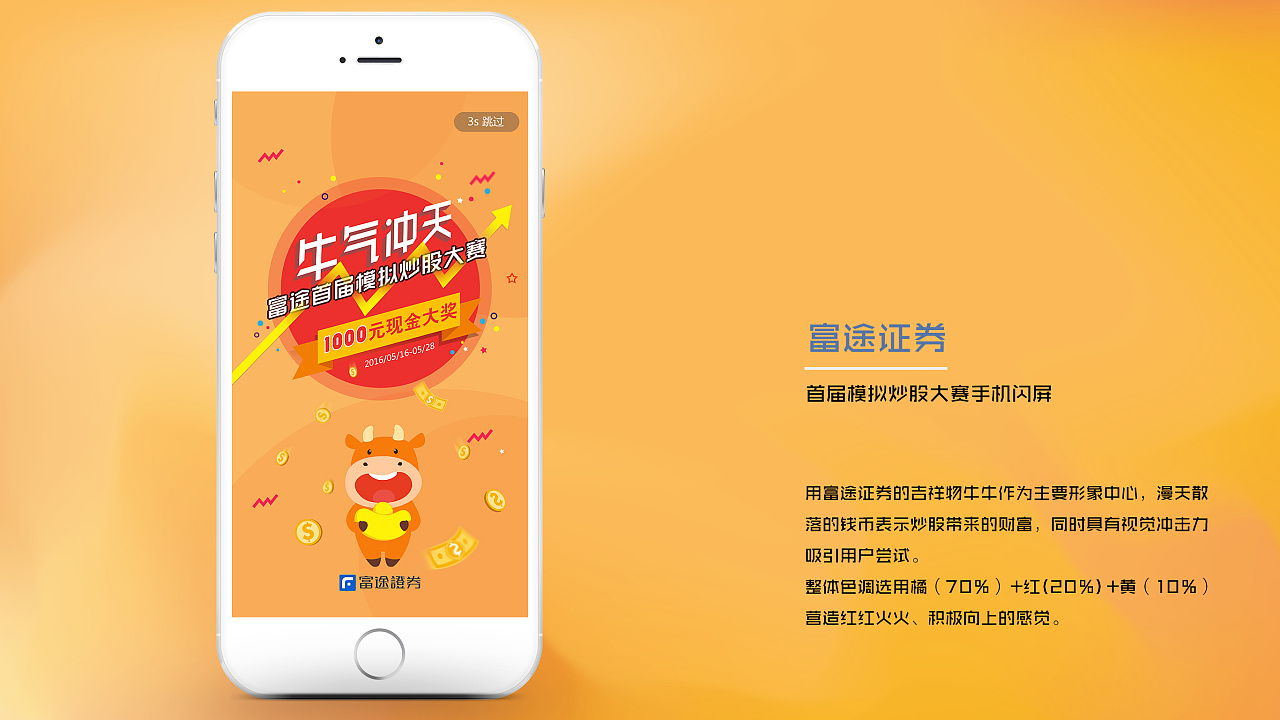 3s 跳过
牛气冲天
富途首届模拟炒股大赛
1000元现金大奖
2016/05/16-05/28
富途證券
富途证券
首届模拟炒股大赛手机闪屏
用富途证券的吉祥物牛牛作为主要形象中心，漫天散
落的钱币表示炒股带来的财富，同时具有视觉冲击力
吸引用户尝试。
整体色调选用橘（70%）+红(20%)+黄（10%）
营造红红火火、积极向上的感觉。